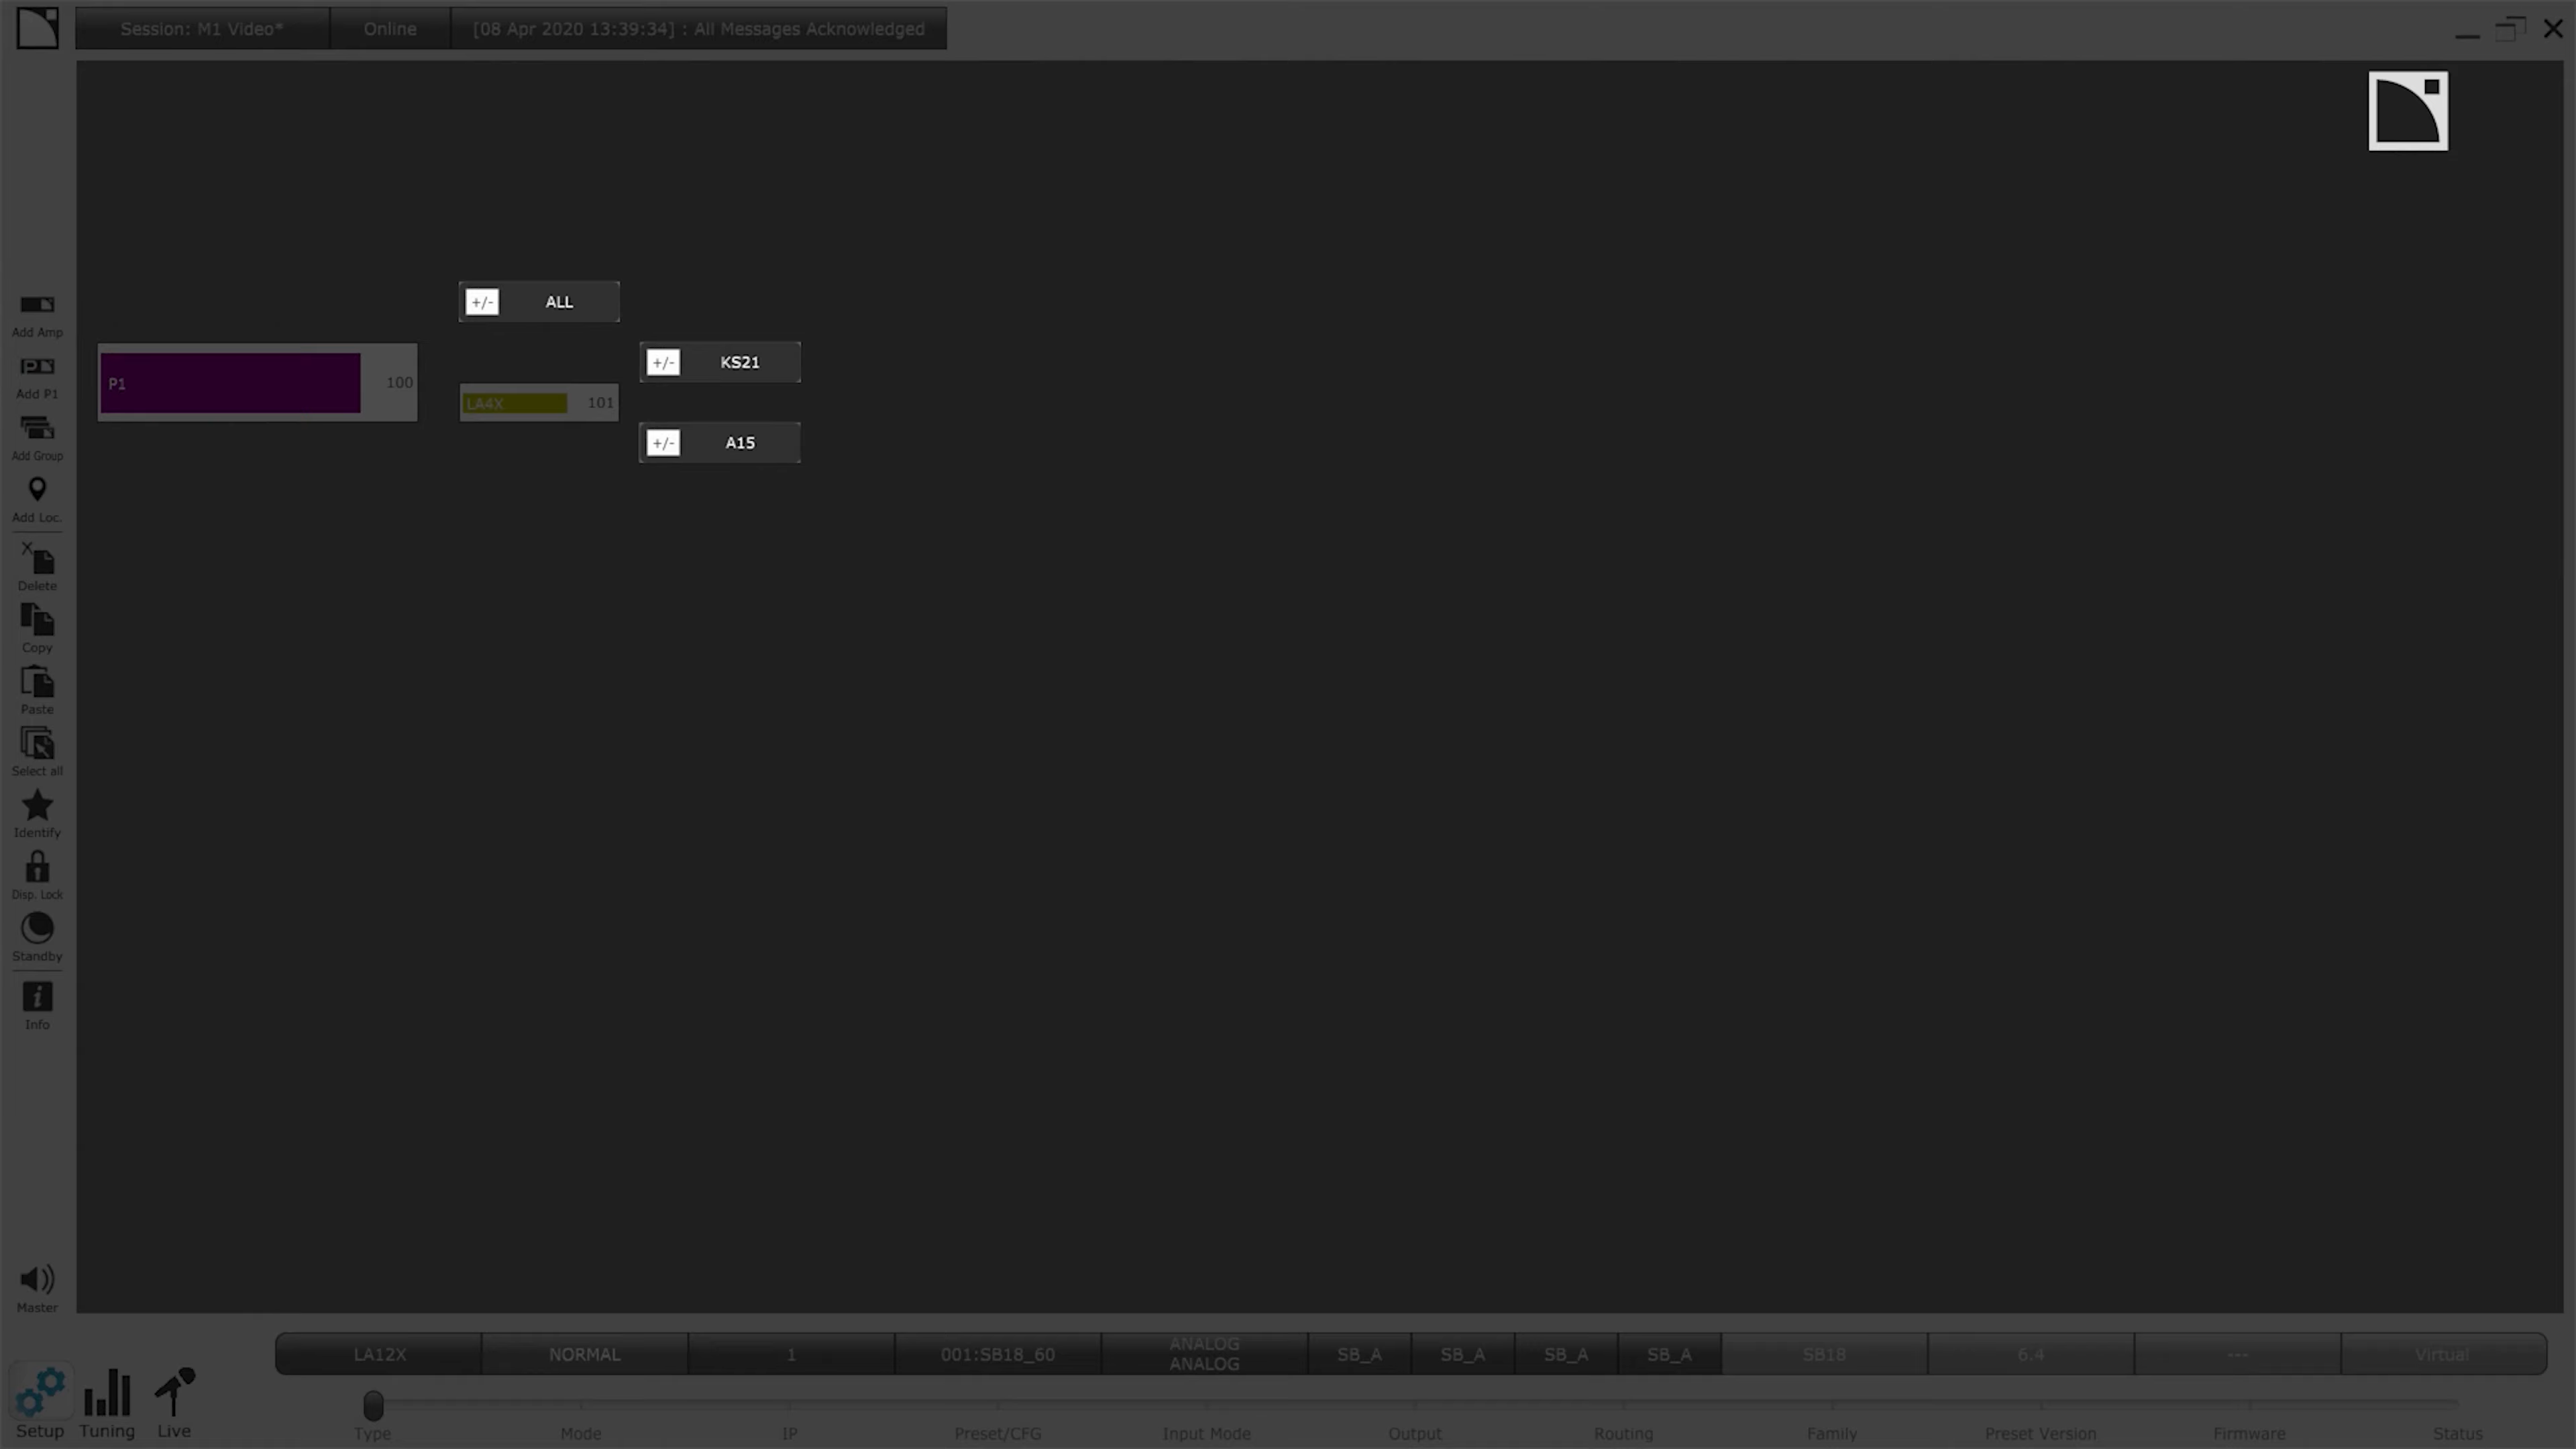 Session: M1 Video*
Online
[08 Apr 2020 13:39:34] : All Messages Acknowledged
+/- ALL
Add Amp
P1 100
+/- KS21
Add P1
LA4X 101
+/- A15
Add Group
Add Loc.
X
Delete
Copy
Paste
Select all
Identify
Disp. Lock
Standby
i
Info
Master
LA12X
NORMAL
1
001:SB18_60
ANALOG
ANALOG
SB_A
SB_A
SB_A
SB_A
SB18
6.4
---
Virtual
Setup
Tuning
Live
Type
Mode
IP
Preset/CFG
Input Mode
Output
Routing
Family
Preset Version
Firmware
Status